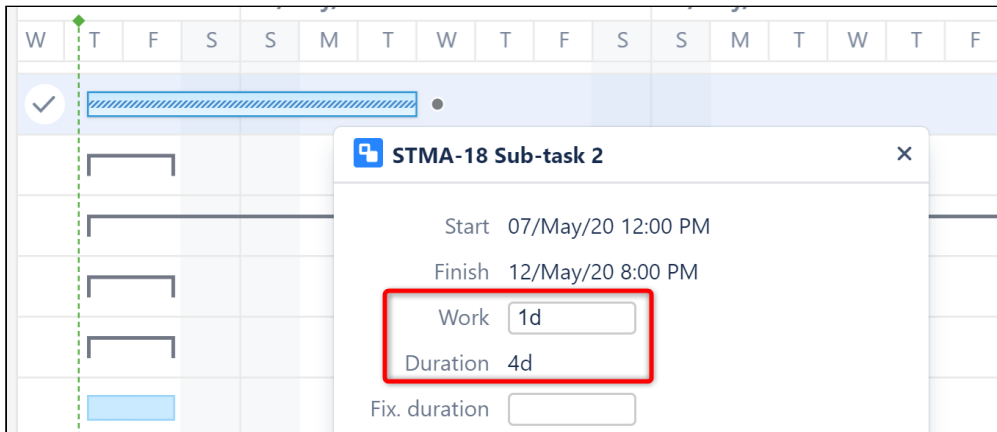 W T F S S M T W T F S S M T W T F
STMA-18 Sub-task 2
Start 07/May/20 12:00 PM
Finish 12/May/20 8:00 PM
Work 1d
Duration 4d
Fix. duration